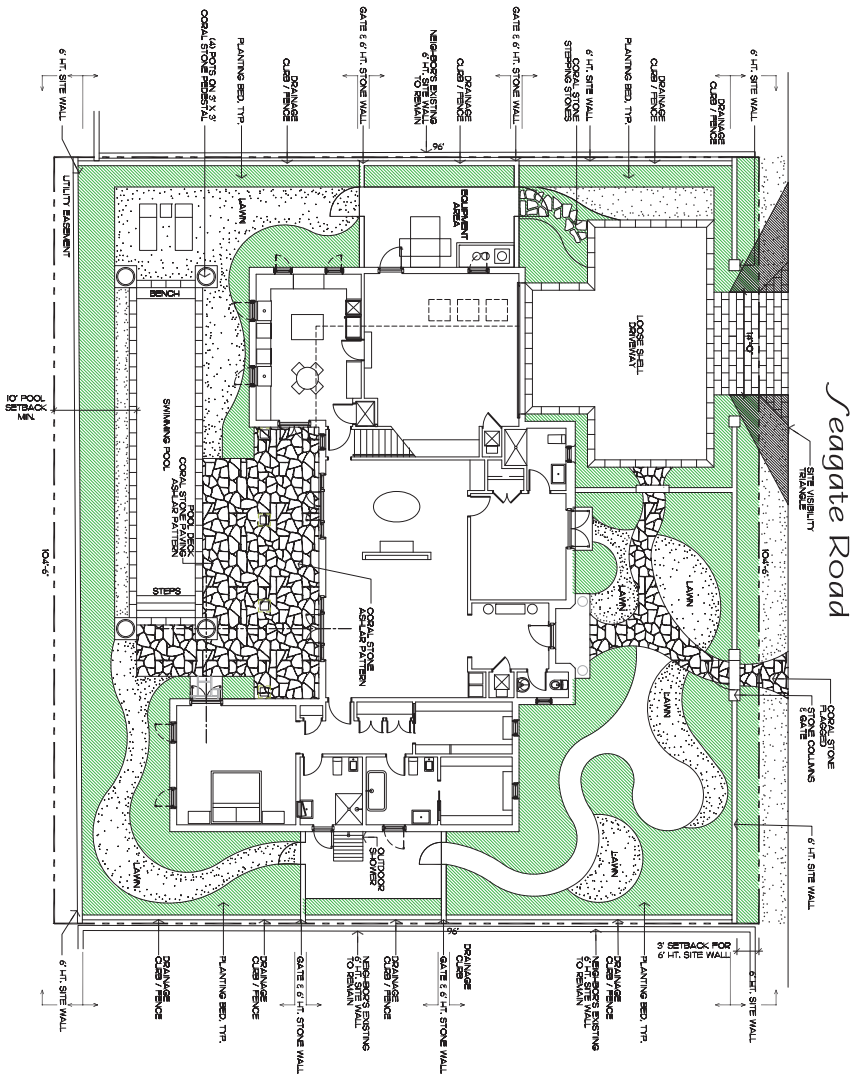 Seagate Road
6' HT. SITE WALL
DRAINAGE
CURB / FENCE
DRAINAGE
CURB / FENCE
PLANTING BED, TYP.
6' HT. SITE WALL
CORAL STONE
STEPPING STONES
GATE & 6' HT. STONE WALL
DRAINAGE
CURB / FENCE
NEIGHBOR'S EXISTING
6' HT. SITE WALL
TO REMAIN
GATE & 6' HT. STONE WALL
DRAINAGE
CURB / FENCE
PLANTING BED, TYP.
(4) POTS ON 3' X 3'
CORAL STONE PEDESTAL
6' HT. SITE WALL
96'
UTILITY EASEMENT
LAWN
EQUIPMENT
AREA
LOOSE SHELL
DRIVEWAY
14'-0"
SITE VISIBILITY
TRIANGLE
BENCH
SWIMMING POOL
STEPS
10' POOL
SETBACK
MIN.
POOL DECK
CORAL STONE PAVING
ASHLAR PATTERN
CORAL STONE
ASHLAR PATTERN
104'-6"
104'-6"
LAWN
LAWN
LAWN
LAWN
LAWN
OUTDOOR
SHOWER
CORAL STONE
FLAGGED
STONE COLUMNS
& GATE
6' HT. SITE WALL
3' SETBACK FOR
6' HT. SITE WALL
96'
6' HT. SITE WALL
PLANTING BED, TYP.
DRAINAGE
CURB / FENCE
NEIGHBOR'S EXISTING
6' HT. SITE WALL
TO REMAIN
DRAINAGE
CURB
GATE & 6' HT. STONE WALL
DRAINAGE
CURB / FENCE
NEIGHBOR'S EXISTING
6' HT. SITE WALL
TO REMAIN
GATE & 6' HT. STONE WALL
DRAINAGE
CURB / FENCE
PLANTING BED, TYP.
DRAINAGE
CURB / FENCE
6' HT. SITE WALL